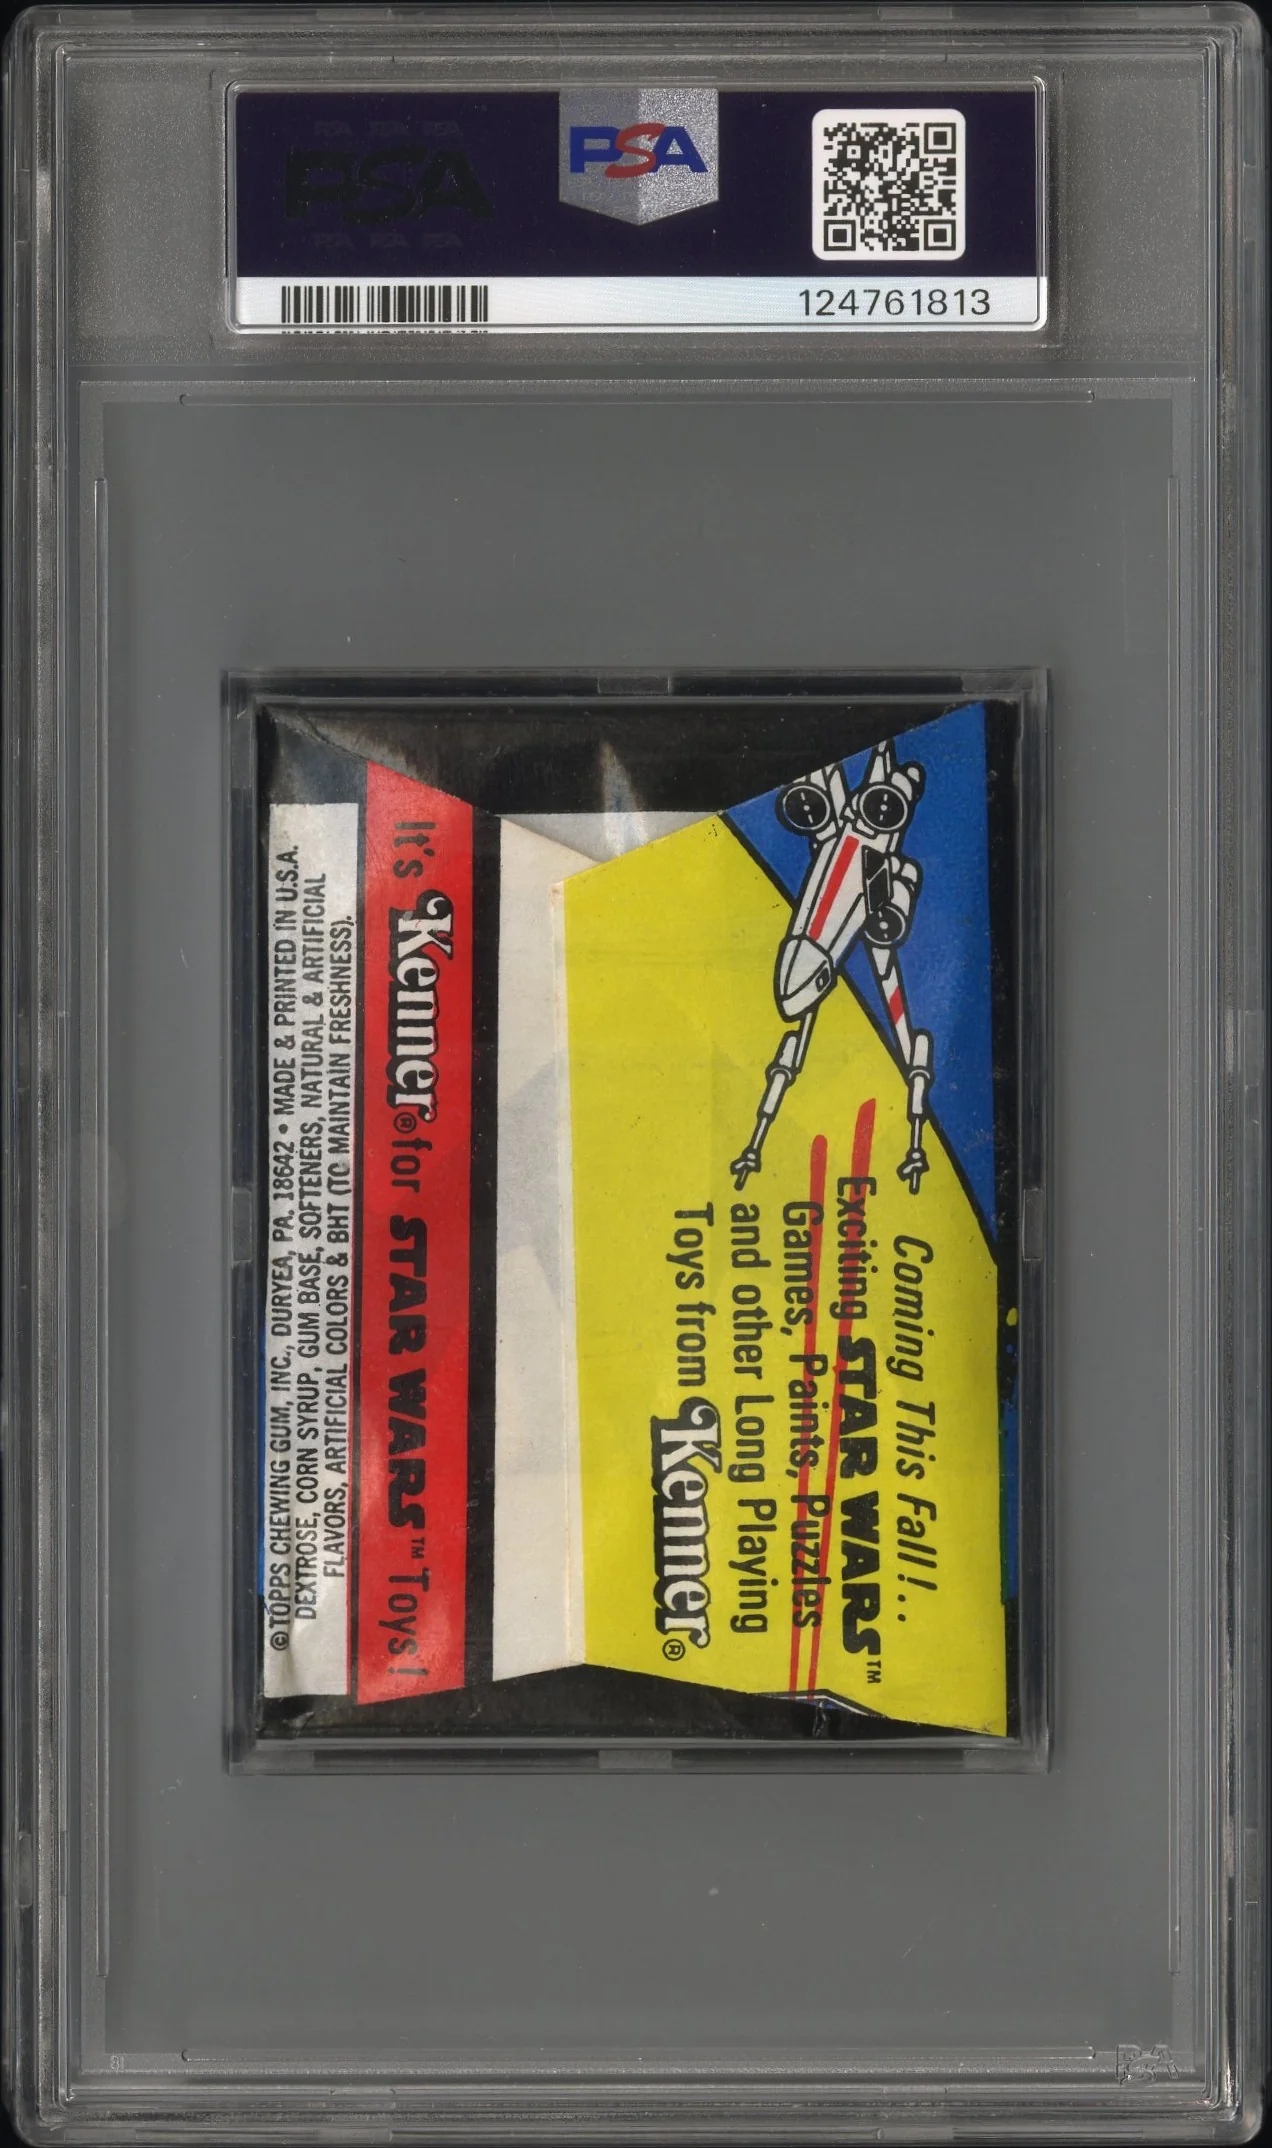 PSA
PSA
124761813
Coming This Fall!...
Exciting STAR WARS™
Games, Paints, Puzzles
and other Long Playing
Toys from Kenner®
It's Kenner® for STAR WARS™ Toys!
©TOPPS CHEWING GUM, INC., DURYEA, PA. 18642 • MADE & PRINTED IN U.S.A.
DEXTROSE, CORN SYRUP, GUM BASE, SOFTENERS, NATURAL & ARTIFICIAL
FLAVORS, ARTIFICIAL COLORS & BHT (TO MAINTAIN FRESHNESS).
PSA